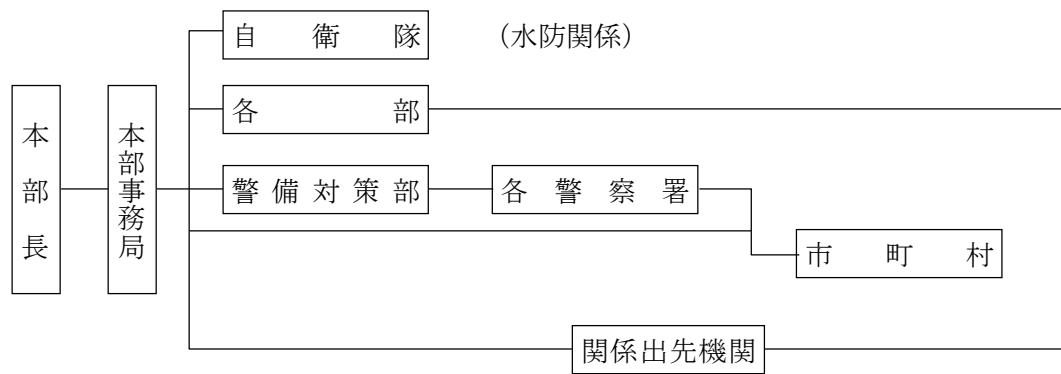 自衛隊 (水防関係)
本部長
本部事務局
各部
警備対策部
各警察署
市町村
関係出先機関